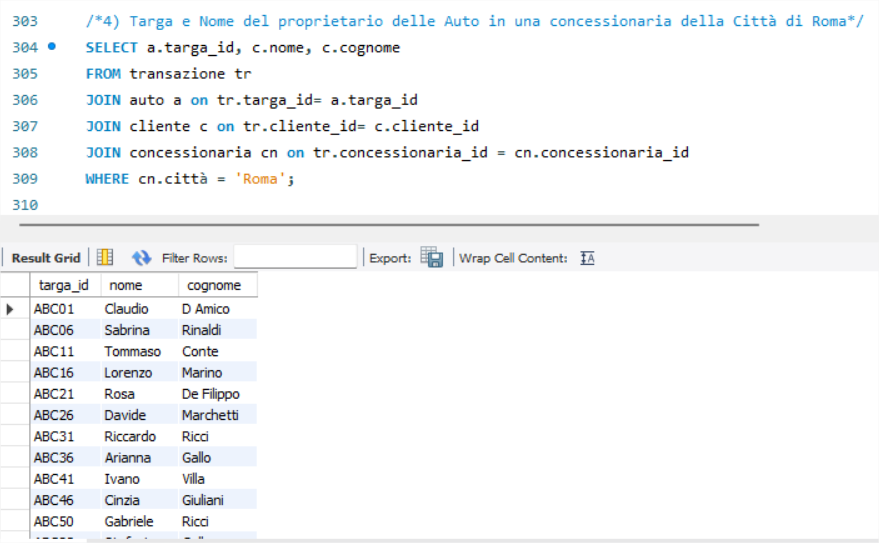 303 /*4) Targa e Nome del proprietario delle Auto in una concessionaria della Città di Roma*/
304 SELECT a.targa_id, c.nome, c.cognome
305 FROM transazione tr
306 JOIN auto a on tr.targa_id= a.targa_id
307 JOIN cliente c on tr.cliente_id= c.cliente_id
308 JOIN concessionaria cn on tr.concessionaria_id = cn.concessionaria_id
309 WHERE cn.città = 'Roma';
310
Result Grid Filter Rows: Export: Wrap Cell Content: IA
targa_id nome cognome
ABC01 Claudio D Amico
ABC06 Sabrina Rinaldi
ABC11 Tommaso Conte
ABC16 Lorenzo Marino
ABC21 Rosa De Filippo
ABC26 Davide Marchetti
ABC31 Riccardo Ricci
ABC36 Arianna Gallo
ABC41 Ivano Villa
ABC46 Cinzia Giuliani
ABC50 Gabriele Ricci